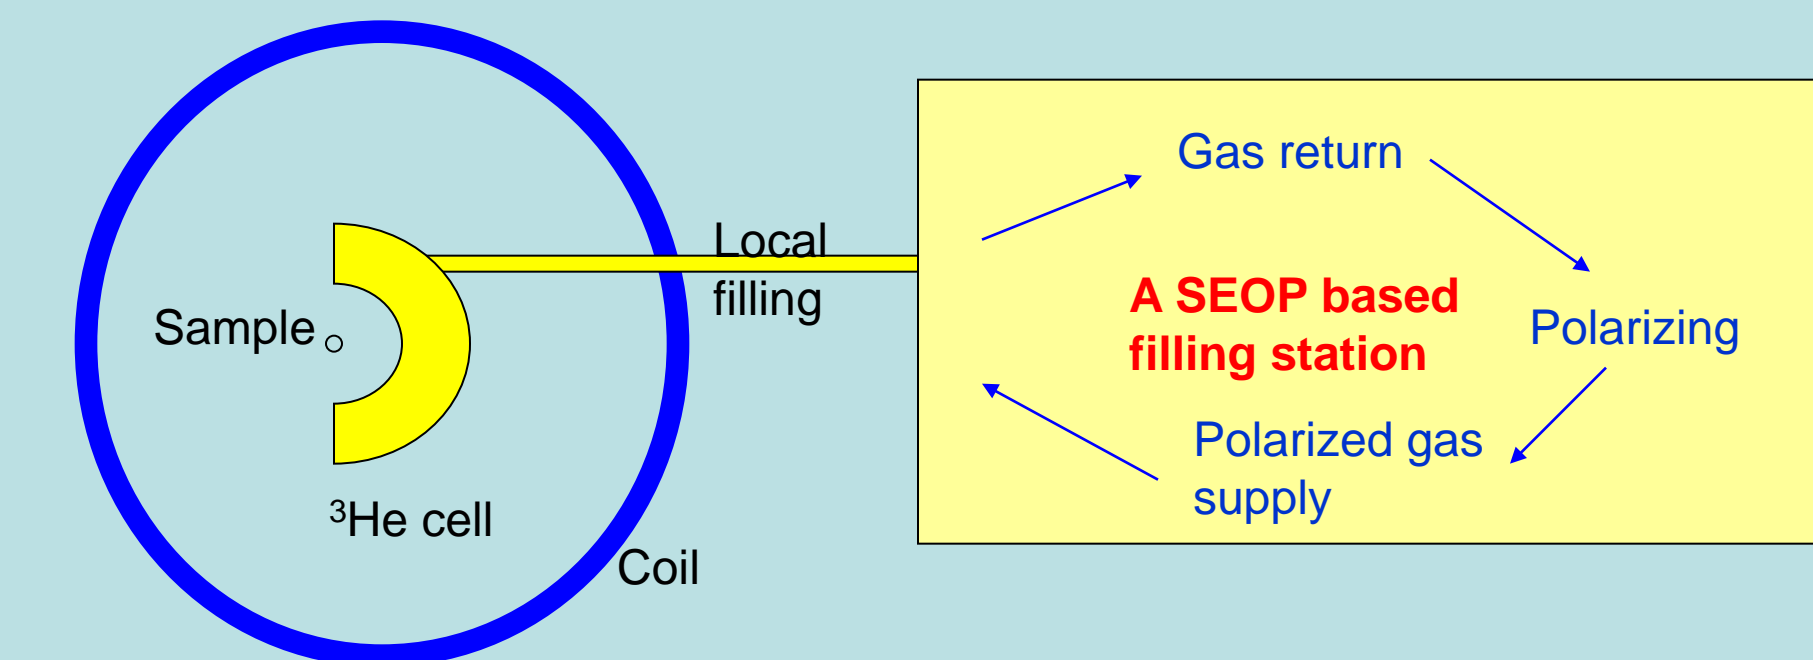 Sample
³He cell
Coil
Local
filling
Gas return
A SEOP based
filling station
Polarizing
Polarized gas
supply